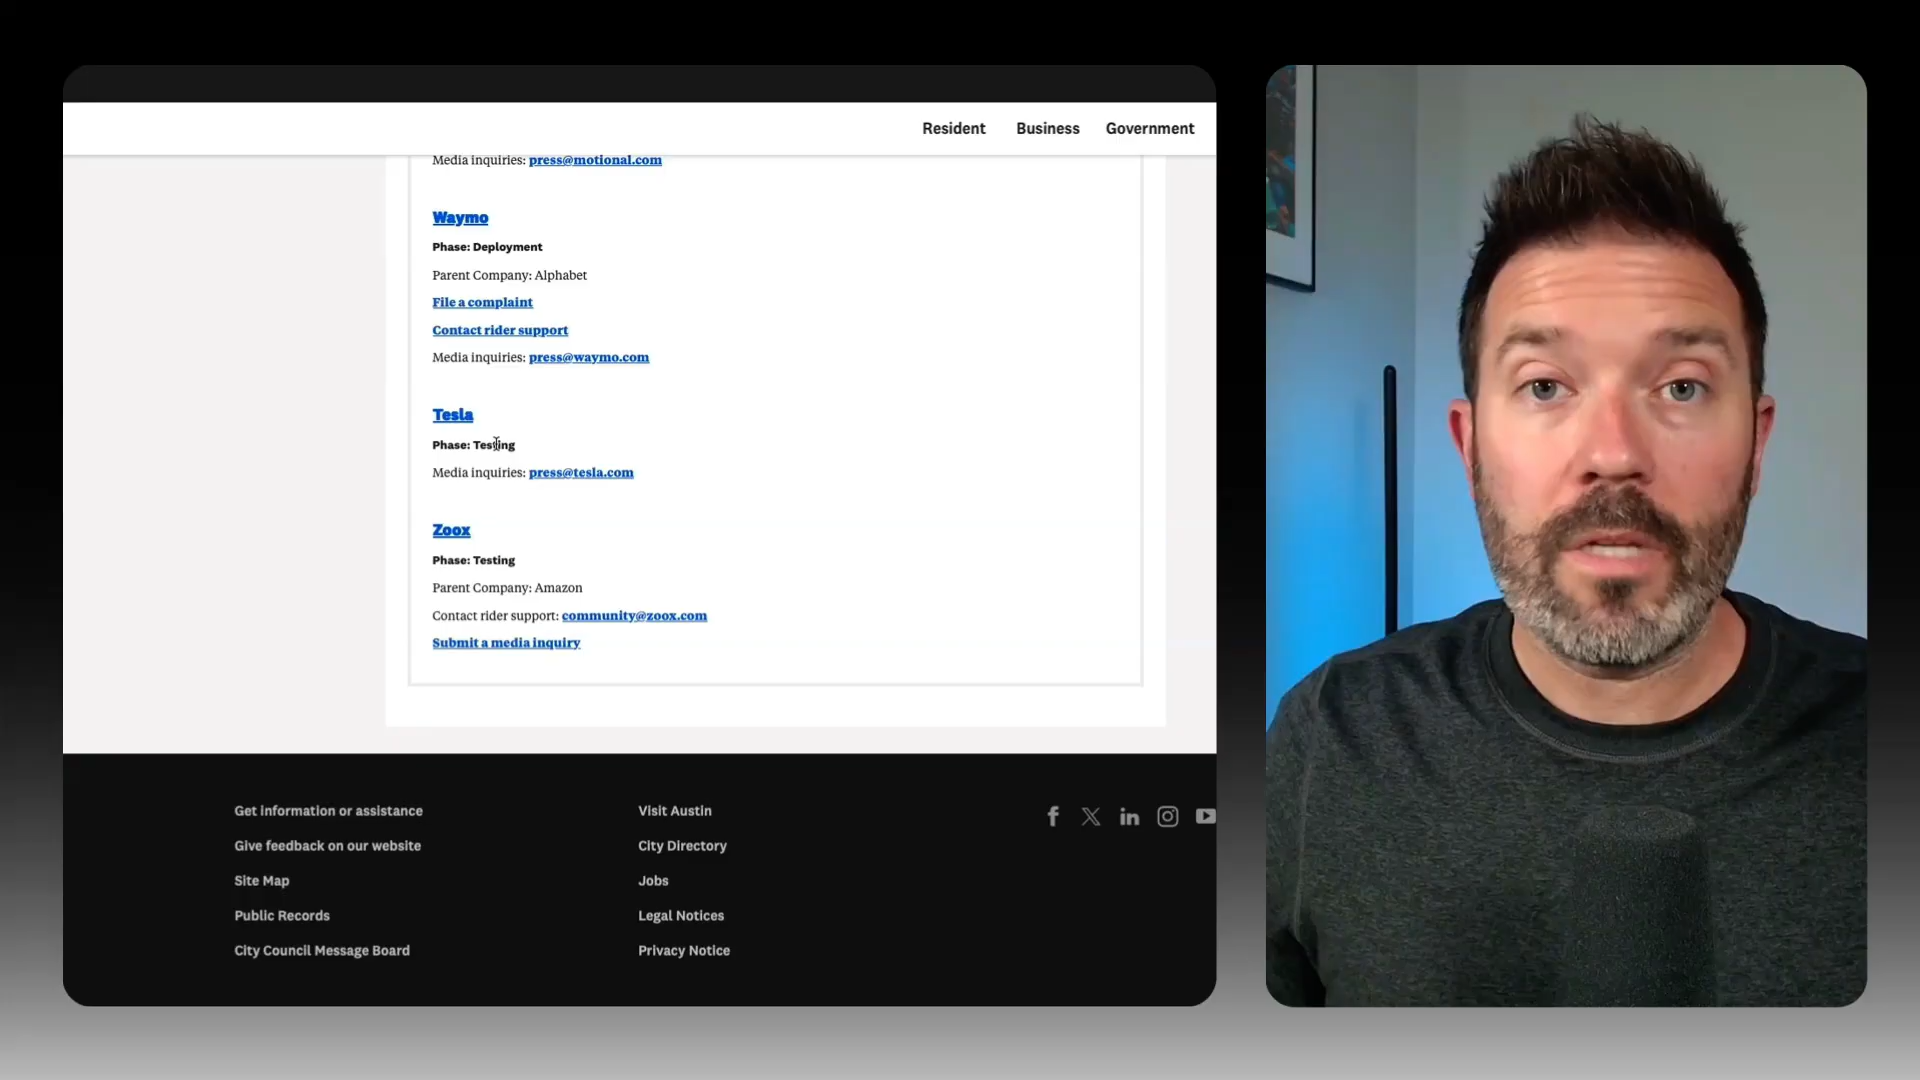 Resident Business Government
Media inquiries: press@motional.com
Waymo
Phase: Deployment
Parent Company: Alphabet
File a complaint
Contact rider support
Media inquiries: press@waymo.com
Tesla
Phase: Testing
Media inquiries: press@tesla.com
Zoox
Phase: Testing
Parent Company: Amazon
Contact rider support: community@zoox.com
Submit a media inquiry
Get information or assistance
Give feedback on our website
Site Map
Public Records
City Council Message Board
Visit Austin
City Directory
Jobs
Legal Notices
Privacy Notice